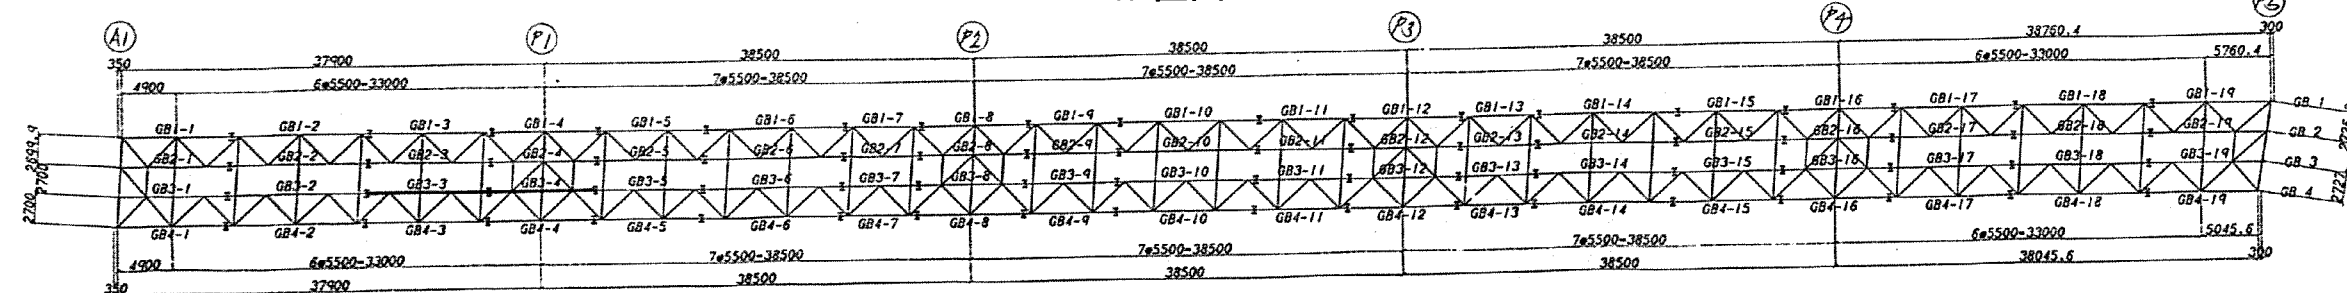 A1 P1 P2 P3 P4 P5
350 37900 38500 38500 38500 38760.4 300
4900 6@5500-33000 7@5500-38500 7@5500-38500 7@5500-38500 6@5500-33000 5760.4
GB1-1 GB1-2 GB1-3 GB1-4 GB1-5 GB1-6 GB1-7 GB1-8 GB1-9 GB1-10 GB1-11 GB1-12 GB1-13 GB1-14 GB1-15 GB1-16 GB1-17 GB1-18 GB1-19 GB 1
2699.9 GB2-1 GB2-2 GB2-3 GB2-4 GB2-5 GB2-6 GB2-7 GB2-8 GB2-9 GB2-10 GB2-11 GB2-12 GB2-13 GB2-14 GB2-15 GB2-16 GB2-17 GB2-18 GB2-19 GB 2
2700 GB3-1 GB3-2 GB3-3 GB3-4 GB3-5 GB3-6 GB3-7 GB3-8 GB3-9 GB3-10 GB3-11 GB3-12 GB3-13 GB3-14 GB3-15 GB3-16 GB3-17 GB3-18 GB3-19 GB 3
2700 GB4-1 GB4-2 GB4-3 GB4-4 GB4-5 GB4-6 GB4-7 GB4-8 GB4-9 GB4-10 GB4-11 GB4-12 GB4-13 GB4-14 GB4-15 GB4-16 GB4-17 GB4-18 GB4-19 GB 4
4900 6@5500-33000 7@5500-38500 7@5500-38500 7@5500-38500 6@5500-33000 5045.6
350 37900 38500 38500 38500 38045.6 300